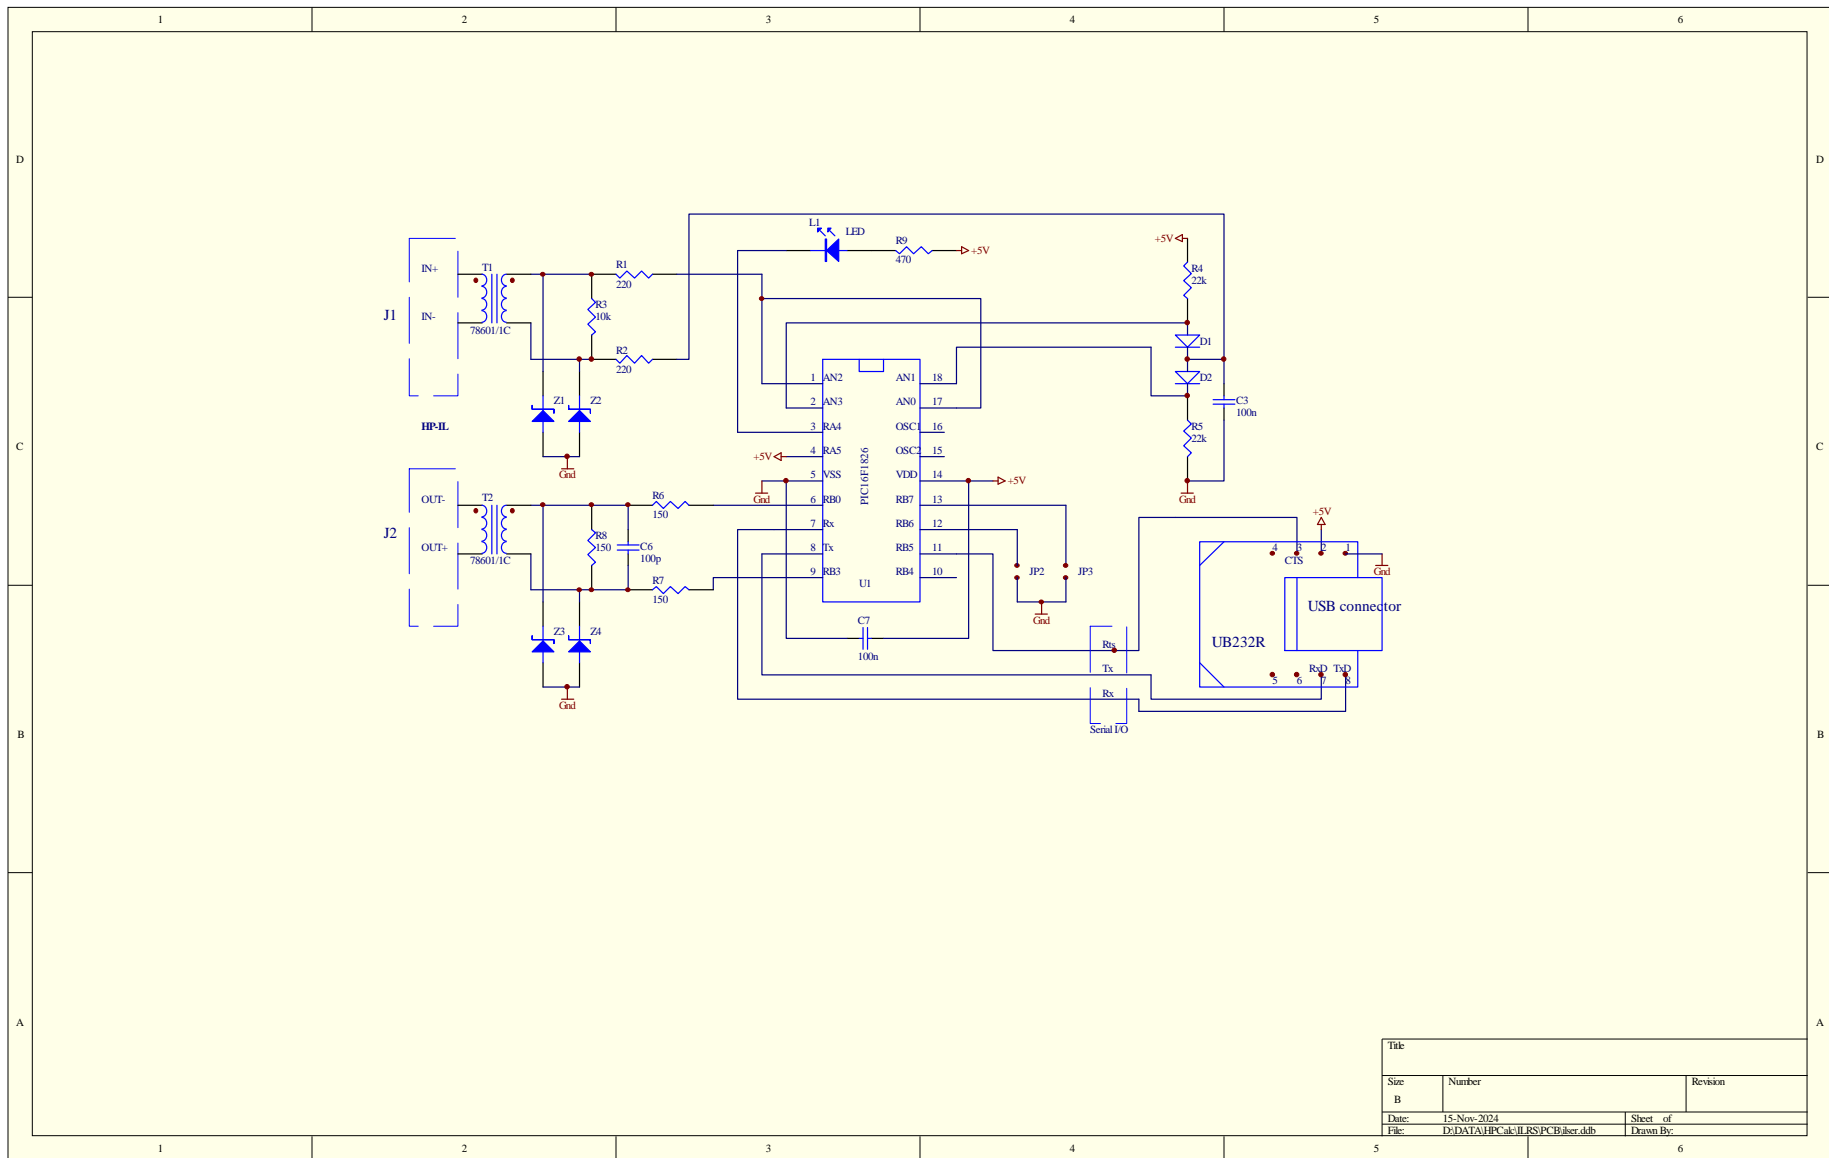 1 2 3 4 5 6
D D
C C
B B
A A
1 2 3 4 5 6
L1
LED
R9
470
+5V
+5V
R4
22k
J1
IN+
IN-
T1
78601/1C
R1
220
R3
10k
R2
220
Z1
Z2
HP-IL
Gnd
D1
D2
C3
100n
R5
22k
Gnd
1 AN2 AN1 18
2 AN3 AN0 17
3 RA4 OSC1 16
+5V 4 RA5 OSC2 15
5 VSS VDD 14 +5V
Gnd
6 RB0 RB7 13
7 Rx RB6 12
8 Tx RB5 11
9 RB3 RB4 10
PIC16F1826
U1
J2
OUT-
OUT+
T2
78601/1C
R6
150
R8
150
C6
100p
R7
150
Z3
Z4
Gnd
C7
100n
JP2
JP3
Gnd
Rts
Tx
Rx
Serial I/O
+5V
4 3 2 1
CTS
Gnd
USB connector
UB232R
RxD TxD
5 6 7 8
Title
Size Number Revision
B
Date: 15-Nov-2024 Sheet of
File: D:\DATA\HPCalc\ILRS\PCB\ilser.ddb Drawn By: